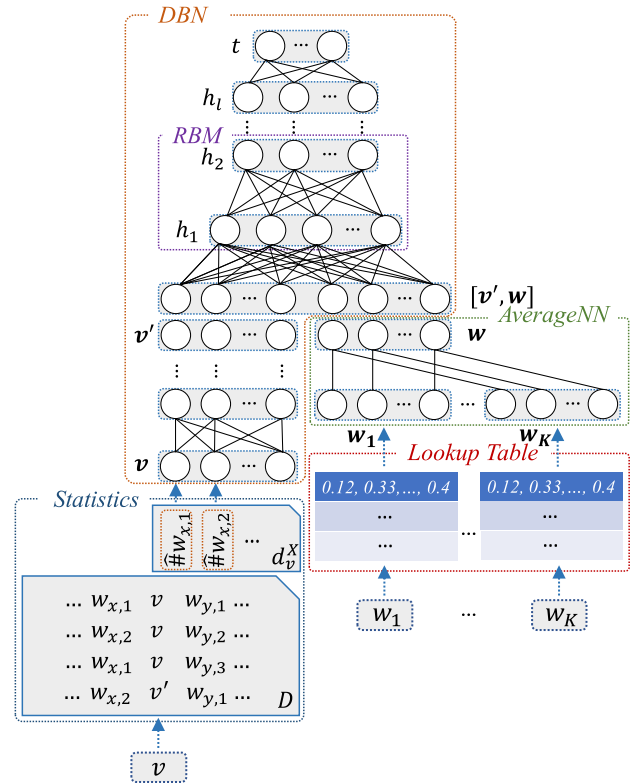 DBN
t ...
h_l ...
⋮ ⋮ ⋮
RBM
h_2 ...
h_1 ...
... ... [v′, w]
AverageNN
v′ ... ... w
⋮ ⋮ ⋮
... ... ... ...
w_1 w_K
v ...
Lookup Table
Statistics
0.12, 0.33,..., 0.4 0.12, 0.33,..., 0.4
... ...
... ... ...
#̂w_{x,1} #̂w_{x,2} ... d_v^X
... w_{x,1} v w_{y,1} ...
... w_{x,2} v w_{y,2} ...
... w_{x,1} v w_{y,3} ...
... w_{x,2} v′ w_{y,1} ... D
w_1 ... w_K
v